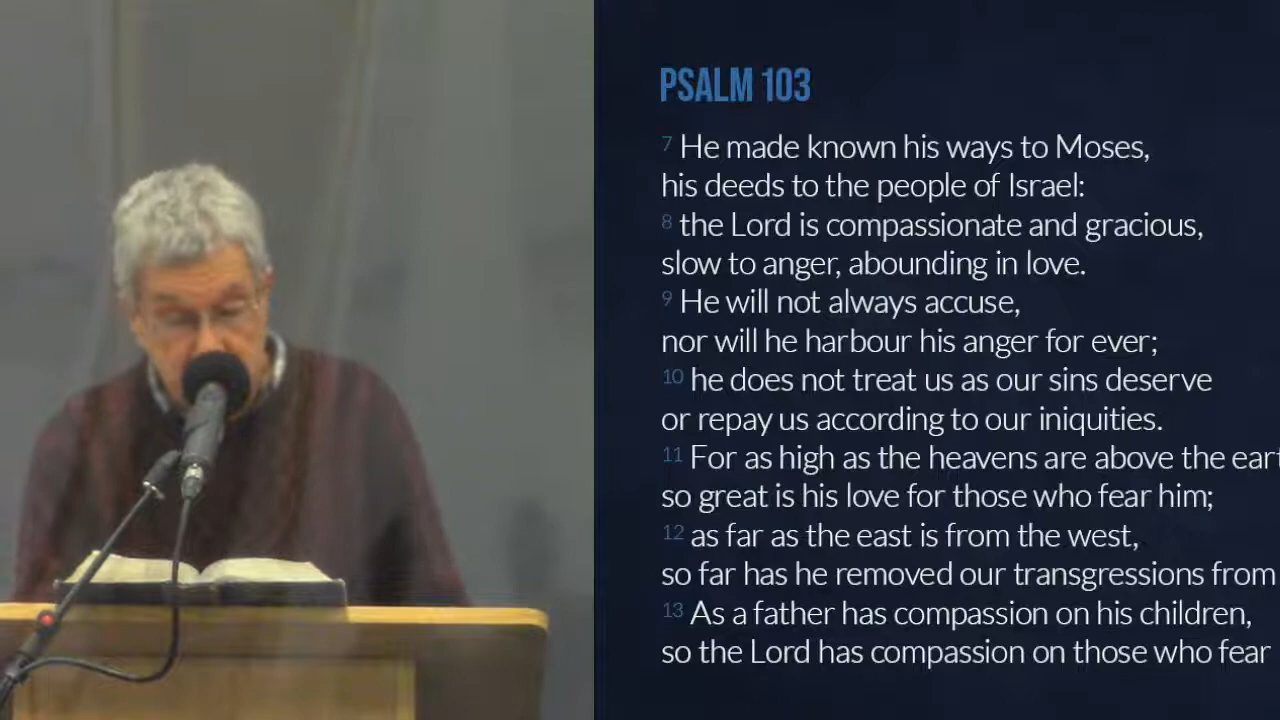 PSALM 103
7 He made known his ways to Moses,
his deeds to the people of Israel:
8 the Lord is compassionate and gracious,
slow to anger, abounding in love.
9 He will not always accuse,
nor will he harbour his anger for ever;
10 he does not treat us as our sins deserve
or repay us according to our iniquities.
11 For as high as the heavens are above the ear
so great is his love for those who fear him;
12 as far as the east is from the west,
so far has he removed our transgressions from
13 As a father has compassion on his children,
so the Lord has compassion on those who fear